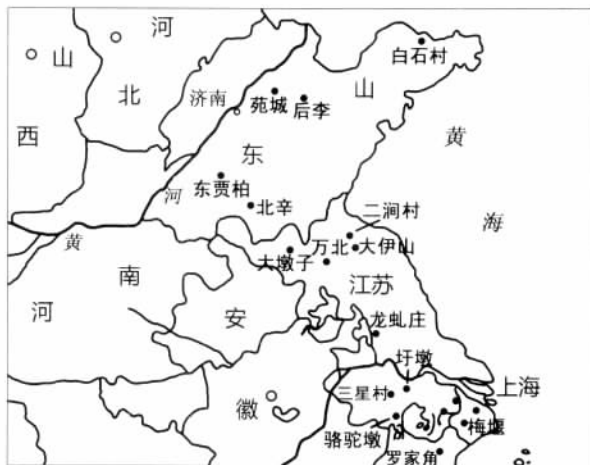 河
山
白石村
北
济南
苑城
后李
山
西
黄
东
东贾柏
河
北辛
二涧村
海
黄
大墩子
万北
大伊山
南
江苏
河
安
龙虬庄
圩墩
三星村
上海
徽
骆驼墩
梅堰
罗家角